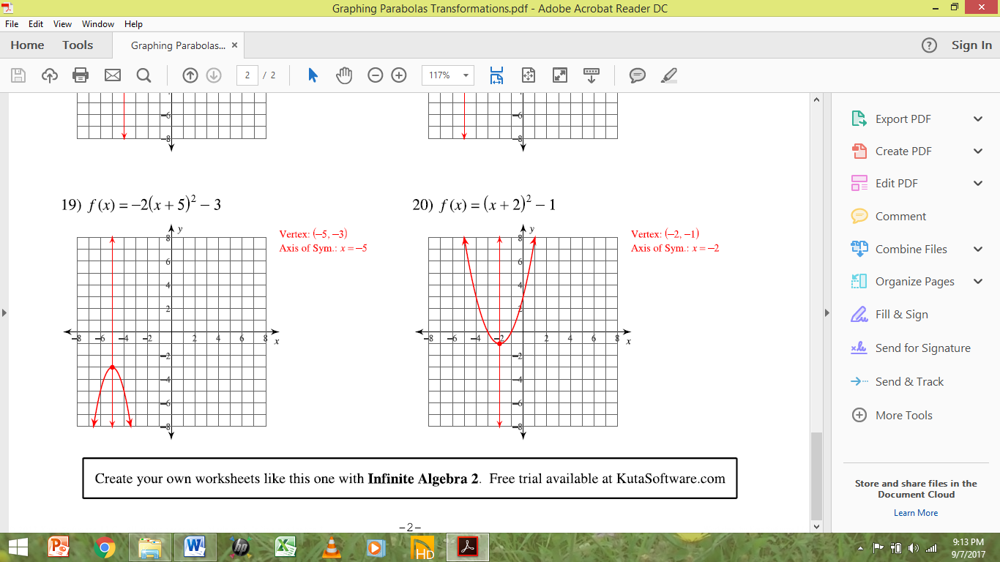 Graphing Parabolas Transformations.pdf - Adobe Acrobat Reader DC
File Edit View Window Help
Home Tools Graphing Parabolas... × Sign In
2 / 2 117%
Export PDF
Create PDF
Edit PDF
Comment
Combine Files
Organize Pages
Fill & Sign
Send for Signature
Send & Track
More Tools
Store and share files in the
Document Cloud
Learn More
−6
−8
−6
−8
19) f (x) = −2(x + 5)² − 3
Vertex: (−5, −3)
Axis of Sym.: x = −5
y
8
6
4
2
−8 −6 −4 −2 2 4 6 8 x
−2
−4
−6
−8
20) f (x) = (x + 2)² − 1
Vertex: (−2, −1)
Axis of Sym.: x = −2
y
8
6
4
2
−8 −6 −4 −2 2 4 6 8 x
−2
−4
−6
−8
Create your own worksheets like this one with Infinite Algebra 2. Free trial available at KutaSoftware.com
-2-
HD
9:13 PM
9/7/2017